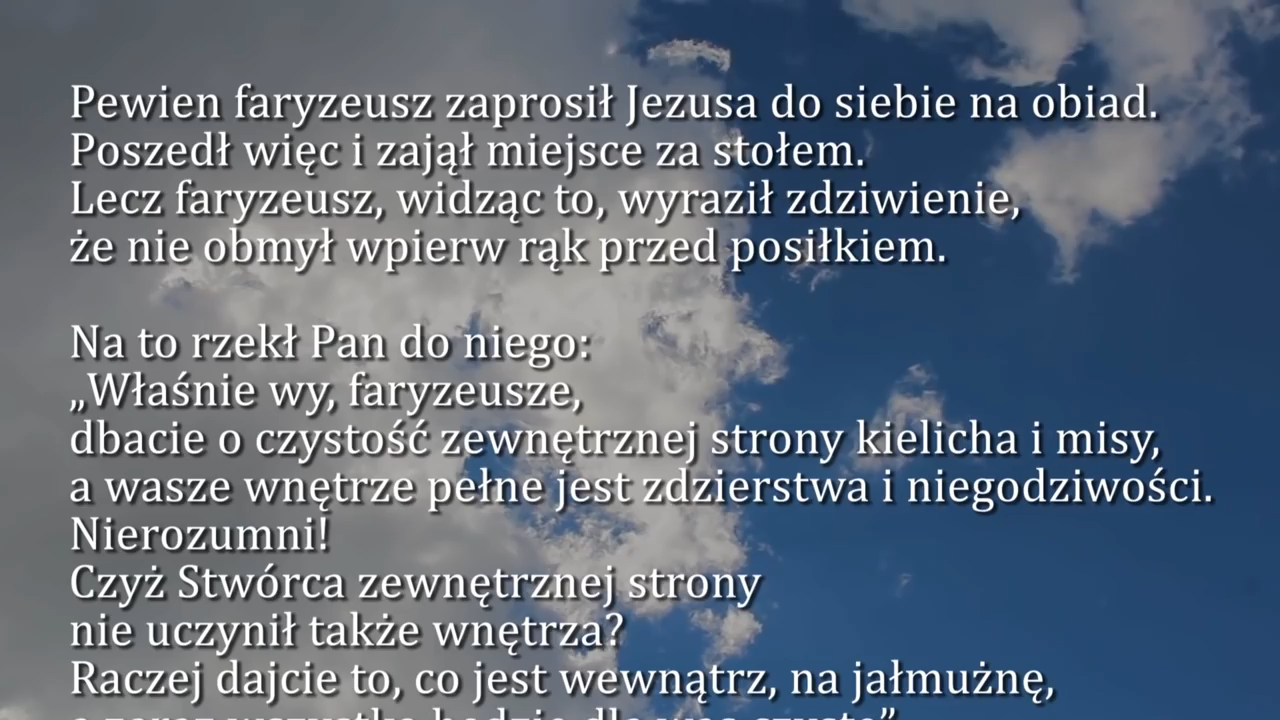 Pewien faryzeusz zaprosił Jezusa do siebie na obiad.
Poszedł więc i zajął miejsce za stołem.
Lecz faryzeusz, widząc to, wyraził zdziwienie,
że nie obmył wpierw rąk przed posiłkiem.
Na to rzekł Pan do niego:
„Właśnie wy, faryzeusze,
dbacie o czystość zewnętrznej strony kielicha i misy,
a wasze wnętrze pełne jest zdzierstwa i niegodziwości.
Nierozumni!
Czyż Stwórca zewnętrznej strony
nie uczynił także wnętrza?
Raczej dajcie to, co jest wewnątrz, na jałmużnę,